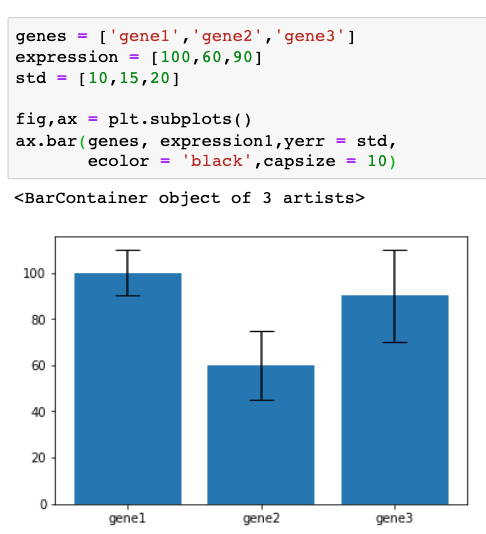 genes = ['gene1','gene2','gene3']
expression = [100,60,90]
std = [10,15,20]
fig,ax = plt.subplots()
ax.bar(genes, expression1,yerr = std,
ecolor = 'black',capsize = 10)
<BarContainer object of 3 artists>
100
80
60
40
20
0
gene1 gene2 gene3